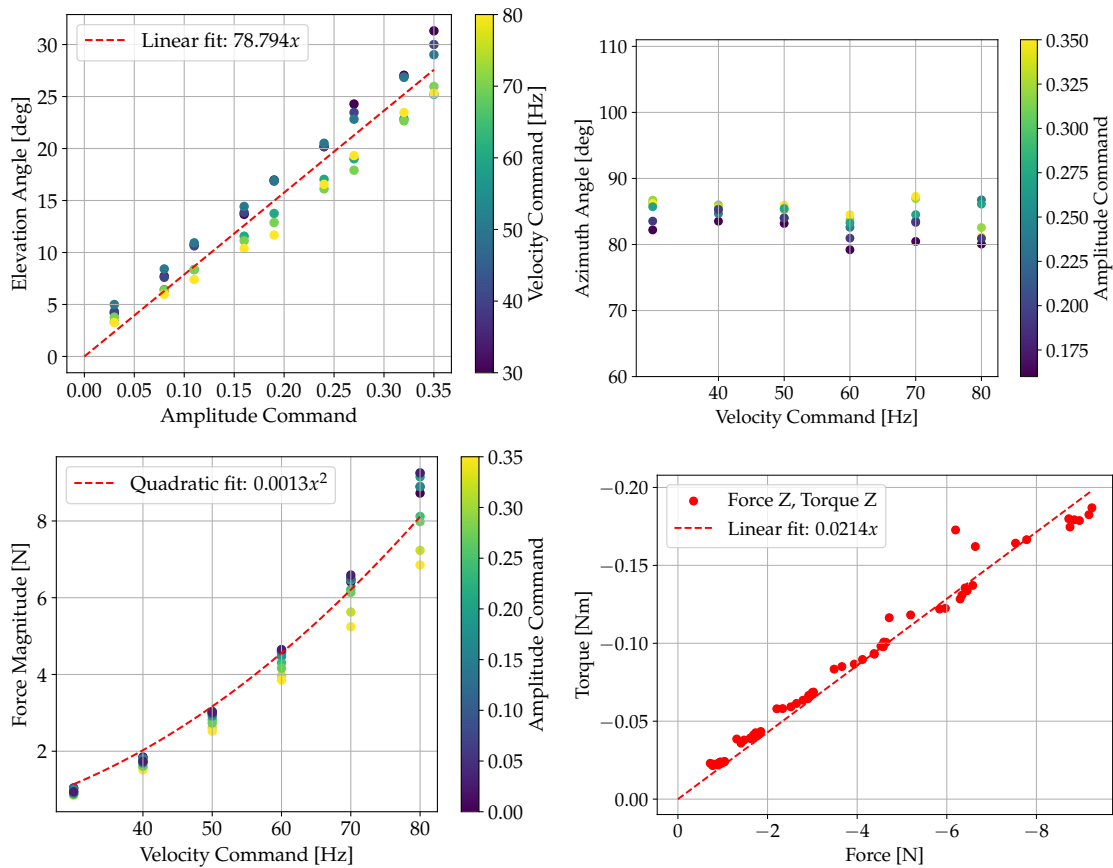 Linear fit: 78.794x
30
25
20
15
10
5
0
0.00 0.05 0.10 0.15 0.20 0.25 0.30 0.35
Amplitude Command
Elevation Angle [deg]
80
70
60
50
40
30
Velocity Command [Hz]
110
100
90
80
70
60
40 50 60 70 80
Velocity Command [Hz]
Azimuth Angle [deg]
0.350
0.325
0.300
0.275
0.250
0.225
0.200
0.175
Amplitude Command
Quadratic fit: 0.0013x²
8
6
4
2
40 50 60 70 80
Velocity Command [Hz]
Force Magnitude [N]
0.35
0.30
0.25
0.20
0.15
0.10
0.05
0.00
Amplitude Command
Force Z, Torque Z
Linear fit: 0.0214x
−0.20
−0.15
−0.10
−0.05
0.00
0 −2 −4 −6 −8
Force [N]
Torque [Nm]